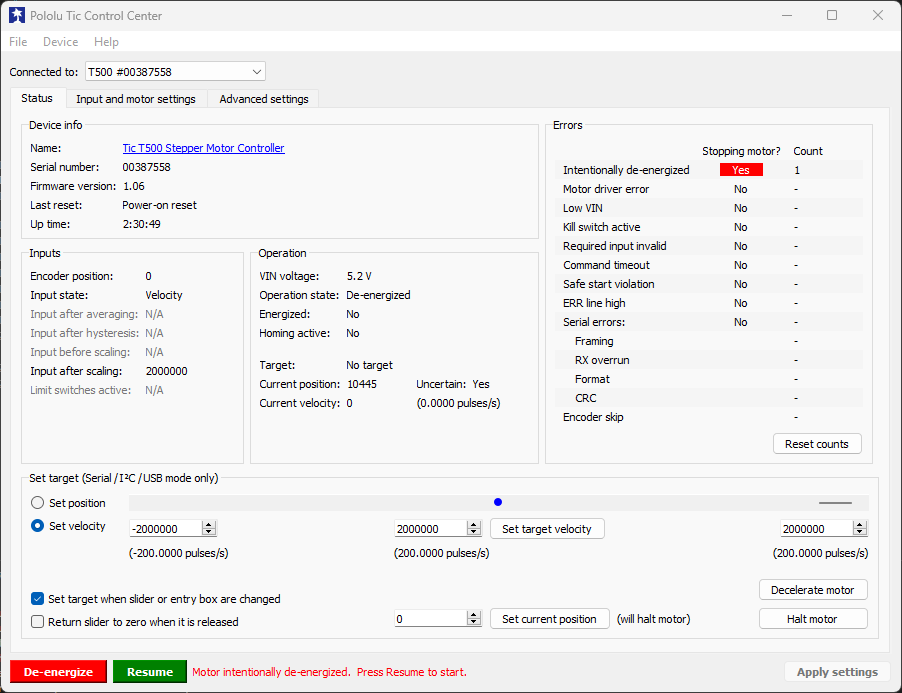 Pololu Tic Control Center
File Device Help
Connected to: T500 #00387558
Status Input and motor settings Advanced settings
Device info
Name: Tic T500 Stepper Motor Controller
Serial number: 00387558
Firmware version: 1.06
Last reset: Power-on reset
Up time: 2:30:49
Inputs
Encoder position: 0
Input state: Velocity
Input after averaging: N/A
Input after hysteresis: N/A
Input before scaling: N/A
Input after scaling: 2000000
Limit switches active: N/A
Operation
VIN voltage: 5.2 V
Operation state: De-energized
Energized: No
Homing active: No
Target: No target
Current position: 10445 Uncertain: Yes
Current velocity: 0 (0.0000 pulses/s)
Errors
Stopping motor? Count
Intentionally de-energized Yes 1
Motor driver error No -
Low VIN No -
Kill switch active No -
Required input invalid No -
Command timeout No -
Safe start violation No -
ERR line high No -
Serial errors: No -
Framing -
RX overrun -
Format -
CRC -
Encoder skip -
Reset counts
Set target (Serial /I²C /USB mode only)
Set position
Set velocity -2000000 2000000 Set target velocity 2000000
(-200.0000 pulses/s) (200.0000 pulses/s) (200.0000 pulses/s)
Decelerate motor
Set target when slider or entry box are changed
Return slider to zero when it is released 0 Set current position (will halt motor) Halt motor
De-energize Resume Motor intentionally de-energized. Press Resume to start. Apply settings